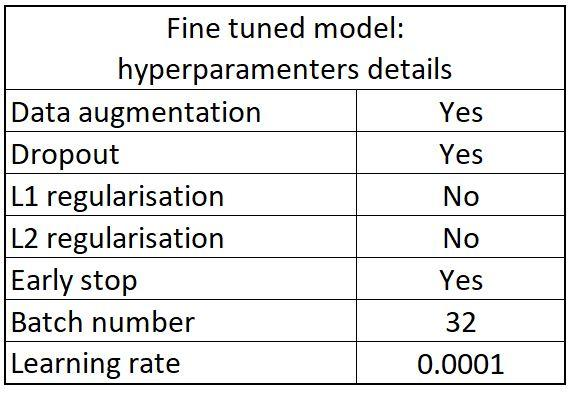 Fine tuned model:
hyperparamenters details
Data augmentation Yes
Dropout Yes
L1 regularisation No
L2 regularisation No
Early stop Yes
Batch number 32
Learning rate 0.0001